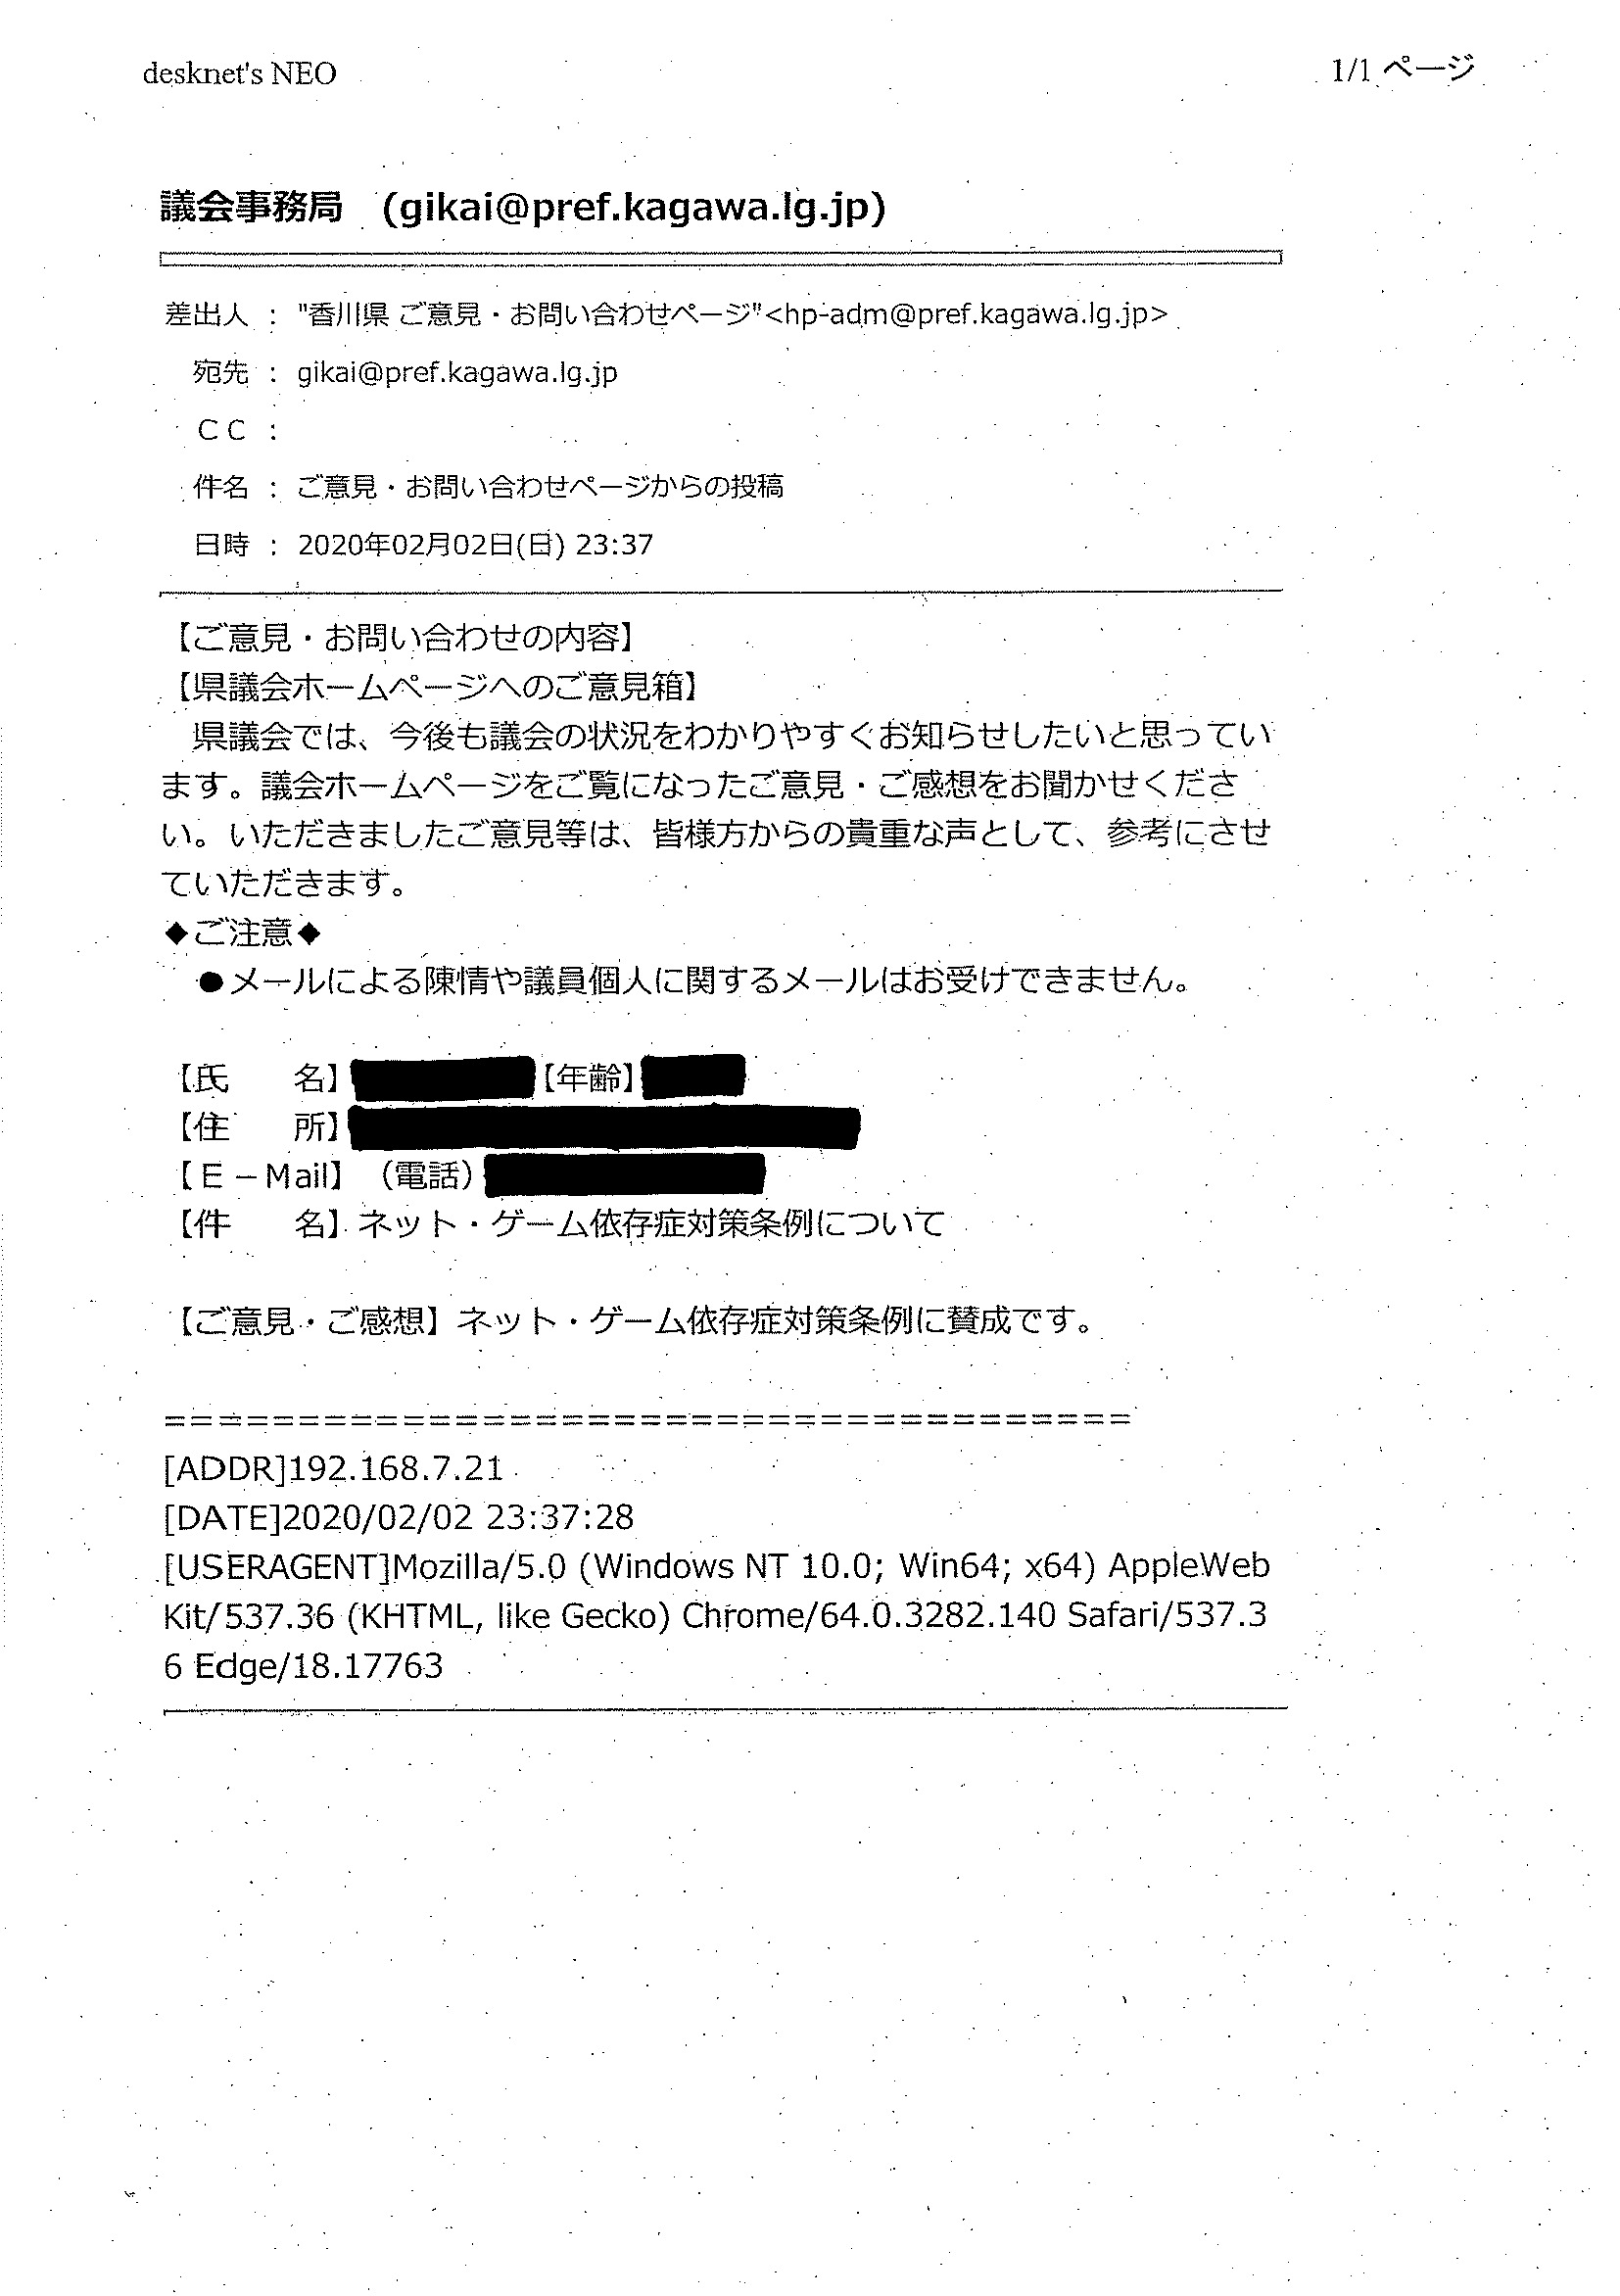 desknet's NEO
1/1 ページ
議会事務局　(gikai@pref.kagawa.lg.jp)
差出人 ： "香川県 ご意見・お問い合わせページ"<hp-adm@pref.kagawa.lg.jp>
宛先 ： gikai@pref.kagawa.lg.jp
ＣＣ ：
件名 ： ご意見・お問い合わせページからの投稿
日時 ： 2020年02月02日(日) 23:37
【ご意見・お問い合わせの内容】
【県議会ホームページへのご意見箱】
　県議会では、今後も議会の状況をわかりやすくお知らせしたいと思ってい
ます。議会ホームページをご覧になったご意見・ご感想をお聞かせくださ
い。いただきましたご意見等は、皆様方からの貴重な声として、参考にさせ
ていただきます。
◆ご注意◆
　●メールによる陳情や議員個人に関するメールはお受けできません。
【氏　　名】【年齢】
【住　　所】
【Ｅ－Mail】（電話）
【件　　名】ネット・ゲーム依存症対策条例について
【ご意見・ご感想】ネット・ゲーム依存症対策条例に賛成です。
=====================================
[ADDR]192.168.7.21
[DATE]2020/02/02 23:37:28
[USERAGENT]Mozilla/5.0 (Windows NT 10.0; Win64; x64) AppleWeb
Kit/537.36 (KHTML, like Gecko) Chrome/64.0.3282.140 Safari/537.3
6 Edge/18.17763